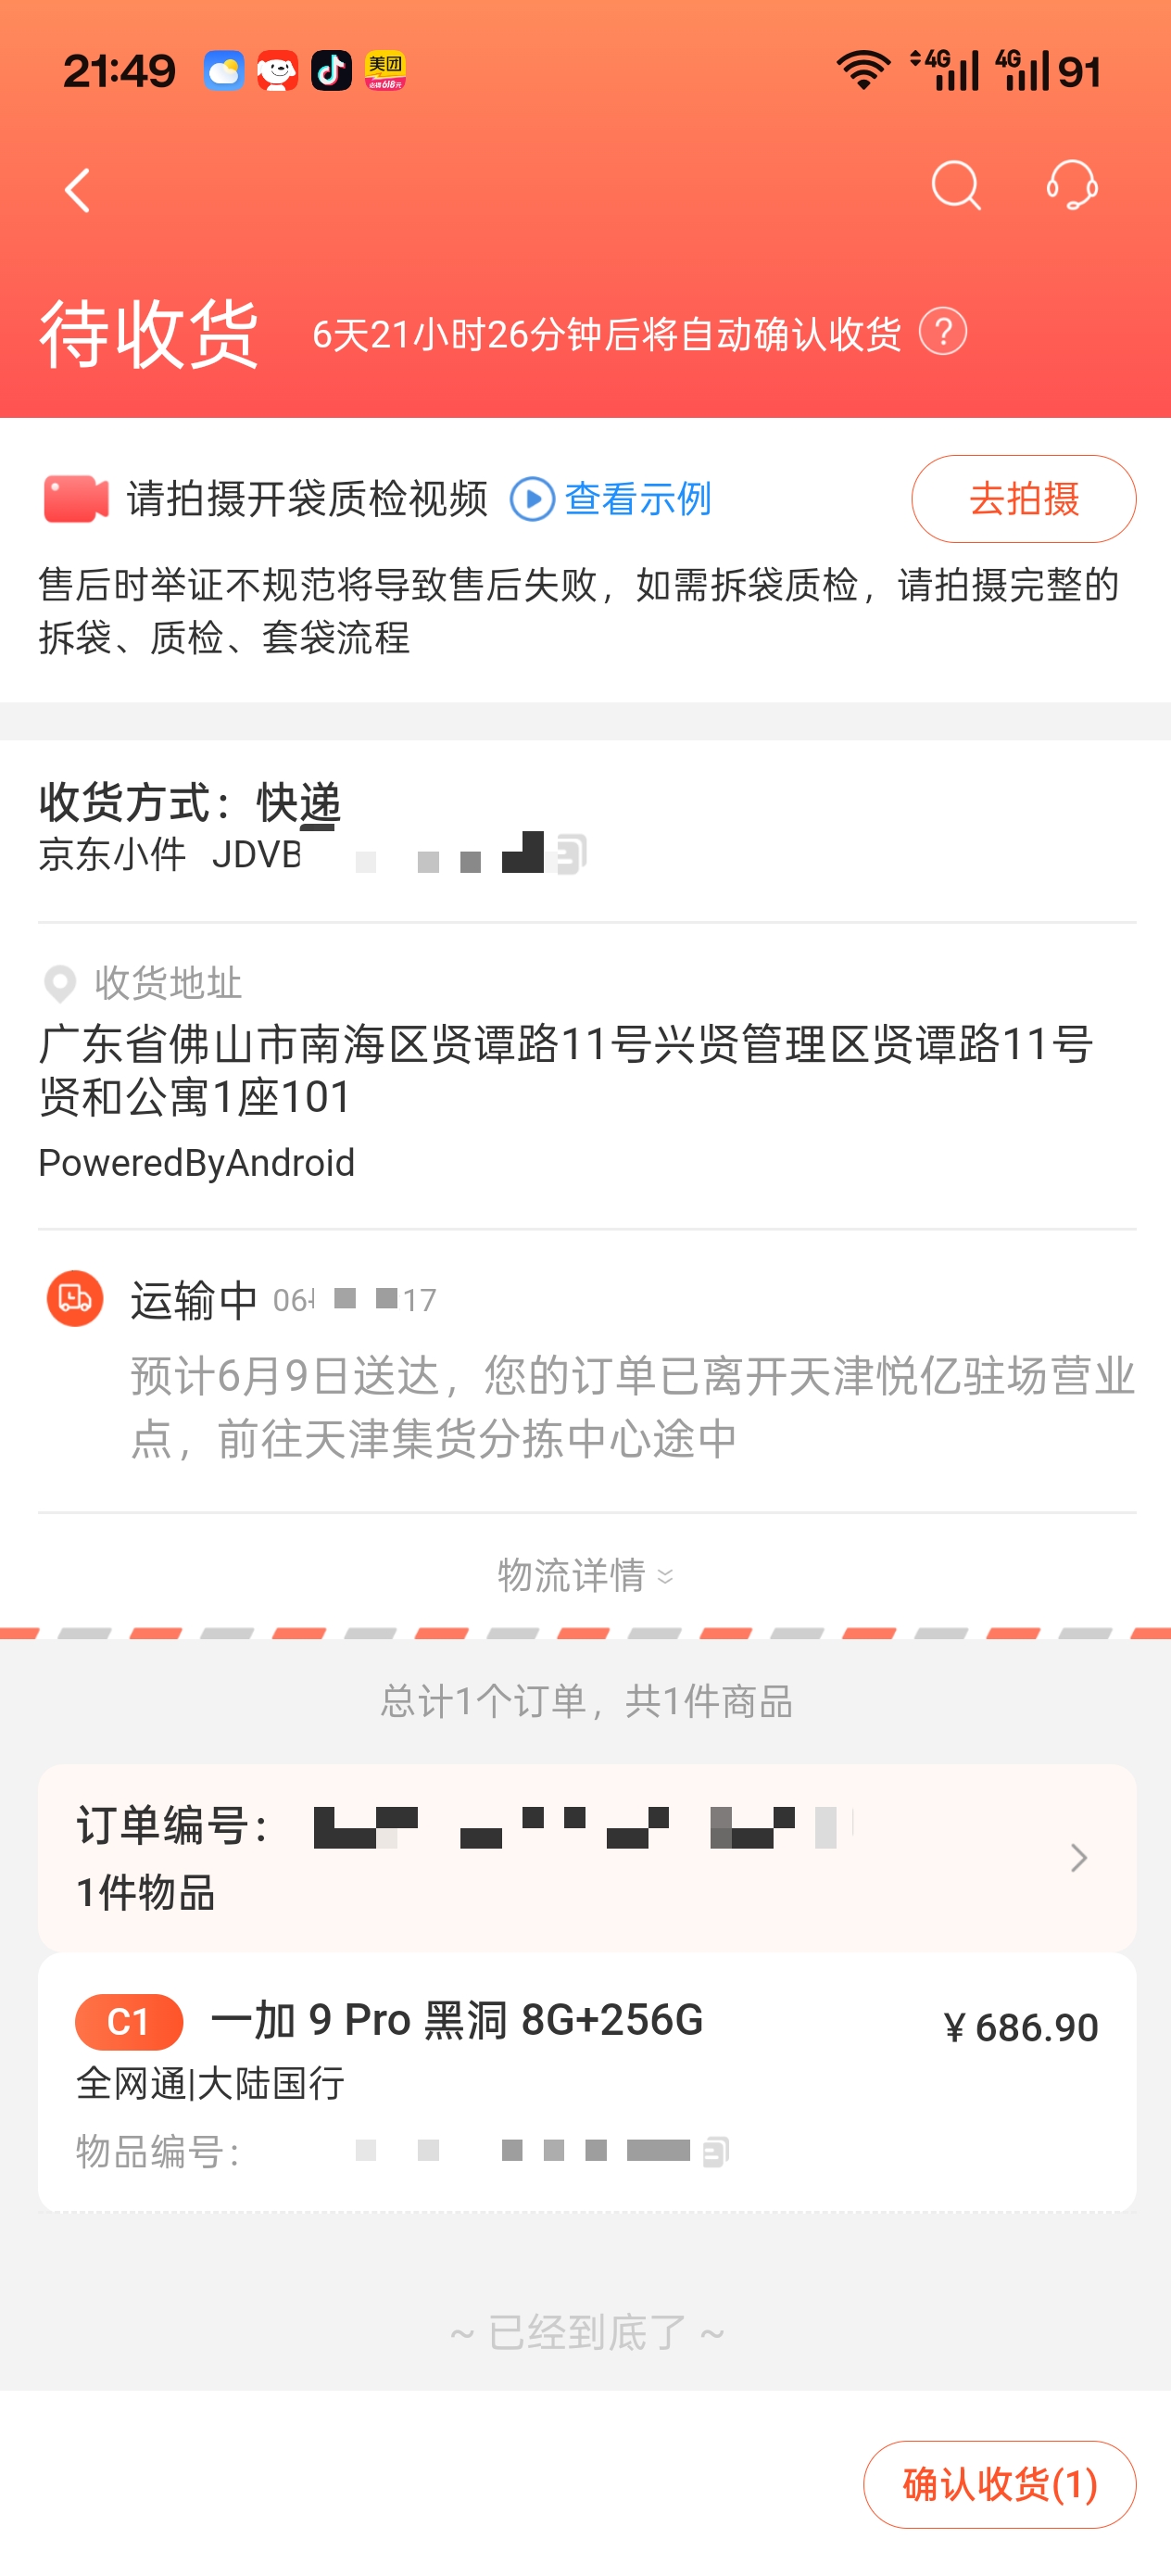 21:49
美团
4G 4G 91
待收货 6天21小时26分钟后将自动确认收货 ?
请拍摄开袋质检视频 查看示例 去拍摄
售后时举证不规范将导致售后失败，如需拆袋质检，请拍摄完整的
拆袋、质检、套袋流程
收货方式：快递
京东小件 JDVB
收货地址
广东省佛山市南海区贤谭路11号兴贤管理区贤谭路11号
贤和公寓1座101
PoweredByAndroid
运输中 06 17
预计6月9日送达，您的订单已离开天津悦亿驻场营业
点，前往天津集货分拣中心途中
物流详情
总计1个订单，共1件商品
订单编号：
1件物品
C1 一加 9 Pro 黑洞 8G+256G ¥686.90
全网通|大陆国行
物品编号：
~ 已经到底了 ~
确认收货(1)